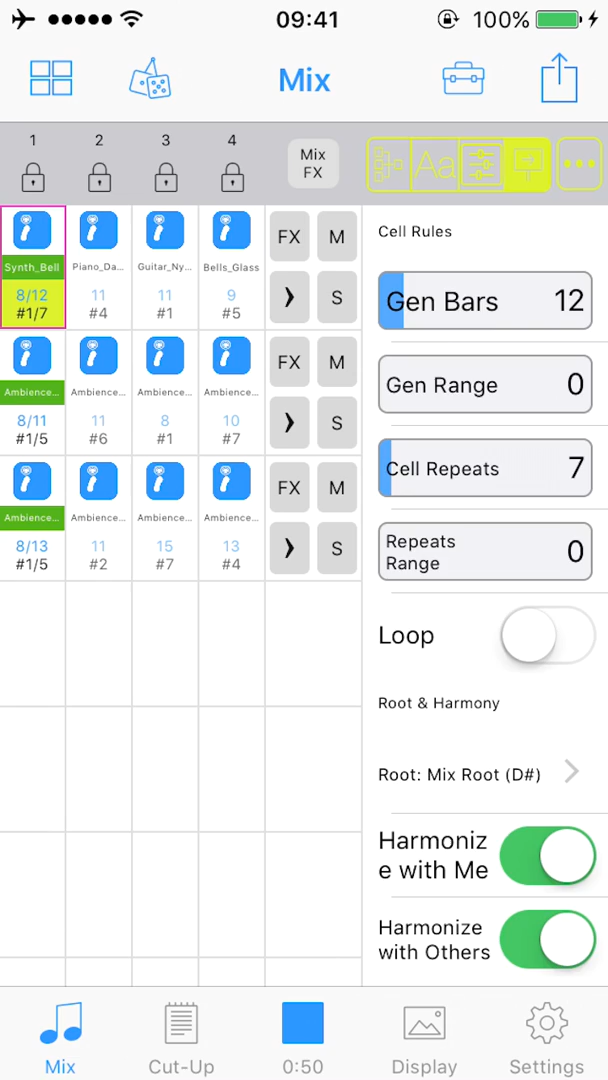 09:41
100%
Mix
1 2 3 4
Mix
FX
Aa
Synth_Bell Piano_Da... Guitar_Ny... Bells_Glass
FX M
8/12 11 11 9
#1/7 #4 #1 #5
S
Ambience... Ambience... Ambience... Ambience...
FX M
8/11 11 8 10
#1/5 #6 #1 #7
S
Ambience... Ambience... Ambience... Ambience...
FX M
8/13 11 15 13
#1/5 #2 #7 #4
S
Cell Rules
Gen Bars 12
Gen Range 0
Cell Repeats 7
Repeats
Range 0
Loop
Root & Harmony
Root: Mix Root (D#)
Harmoniz
e with Me
Harmonize
with Others
Mix Cut-Up 0:50 Display Settings